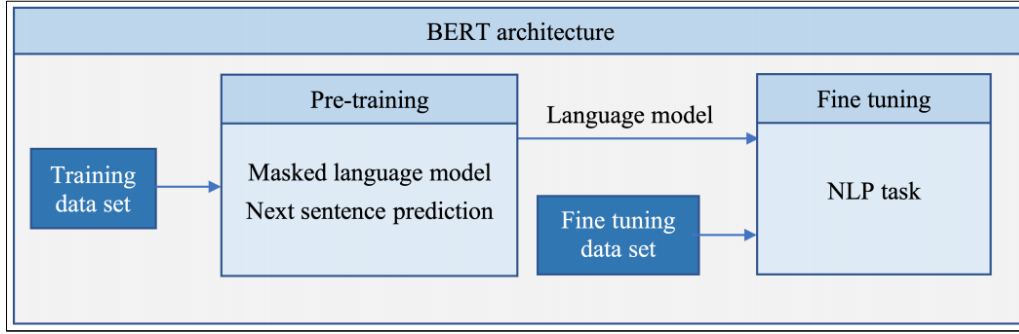 BERT architecture
Pre-training
Fine tuning
Language model
Training
data set
Masked language model
Next sentence prediction
NLP task
Fine tuning
data set